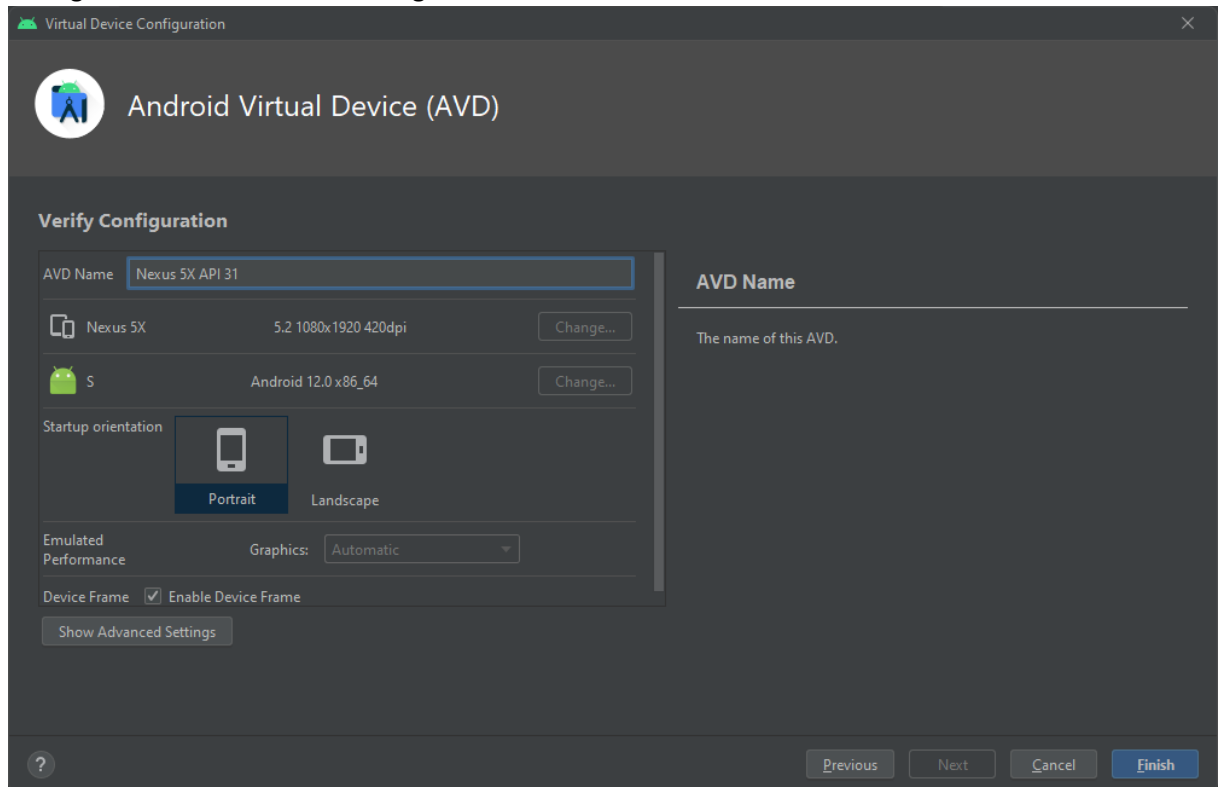 Virtual Device Configuration
Android Virtual Device (AVD)
Verify Configuration
AVD Name Nexus 5X API 31
Nexus 5X 5.2 1080x1920 420dpi Change...
S Android 12.0 x86_64 Change...
Startup orientation
Portrait Landscape
Emulated
Performance Graphics: Automatic
Device Frame Enable Device Frame
Show Advanced Settings
AVD Name
The name of this AVD.
? Previous Next Cancel Finish